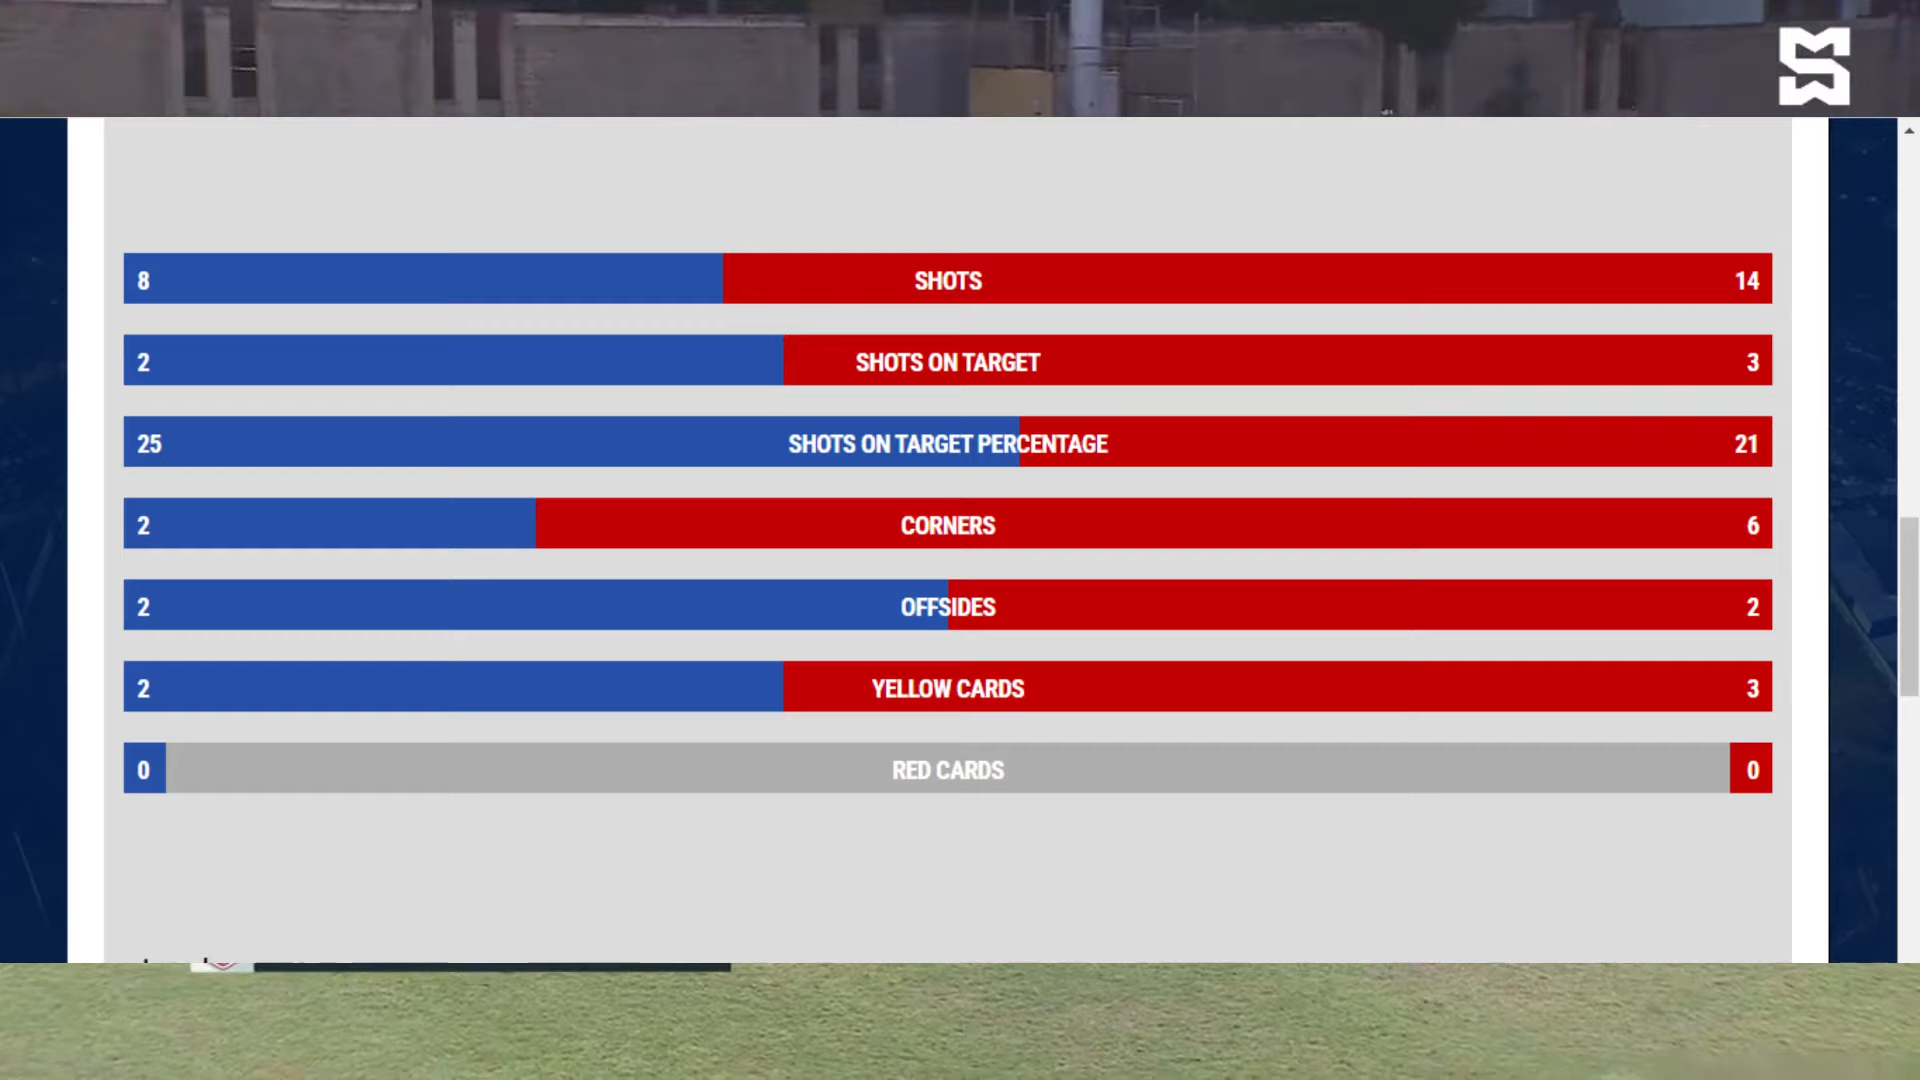 8 SHOTS 14
2 SHOTS ON TARGET 3
25 SHOTS ON TARGET PERCENTAGE 21
2 CORNERS 6
2 OFFSIDES 2
2 YELLOW CARDS 3
0 RED CARDS 0